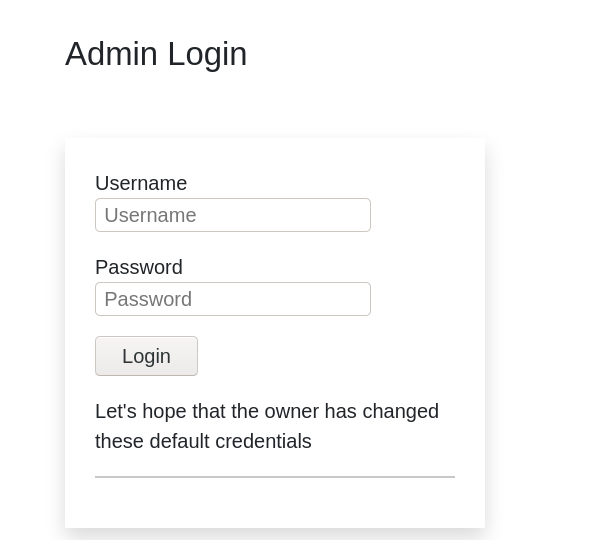 Admin Login
Username
Username
Password
Password
Login
Let's hope that the owner has changed
these default credentials